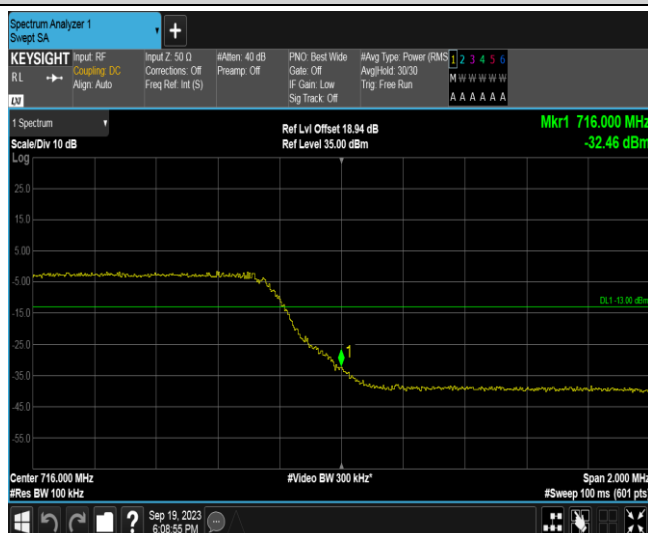 Spectrum Analyzer 1
Swept SA
KEYSIGHT
RL
Input: RF
Coupling: DC
Align: Auto
Input Z: 50 Ω
Corrections: Off
Freq Ref: Int (S)
#Atten: 40 dB
Preamp: Off
PNO: Best Wide
Gate: Off
IF Gain: Low
Sig Track: Off
#Avg Type: Power (RMS
Avg|Hold: 30/30
Trig: Free Run
1 2 3 4 5 6
M W W W W W
A A A A A A
LXI
1 Spectrum
Scale/Div 10 dB
Log
Ref Lvl Offset 18.94 dB
Ref Level 35.00 dBm
Mkr1 716.000 MHz
-32.46 dBm
25.0
15.0
5.00
-5.00
DL1 -13.00 dBm
-15.0
-25.0
1
-35.0
-45.0
-55.0
Center 716.000 MHz
#Res BW 100 kHz
#Video BW 300 kHz*
Span 2.000 MHz
#Sweep 100 ms (601 pts)
?
Sep 19, 2023
6:08:55 PM